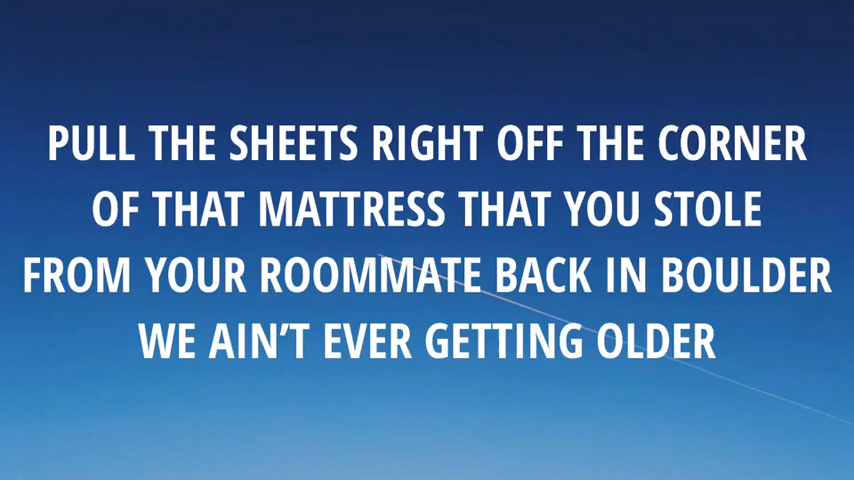 PULL THE SHEETS RIGHT OFF THE CORNER
OF THAT MATTRESS THAT YOU STOLE
FROM YOUR ROOMMATE BACK IN BOULDER
WE AIN’T EVER GETTING OLDER